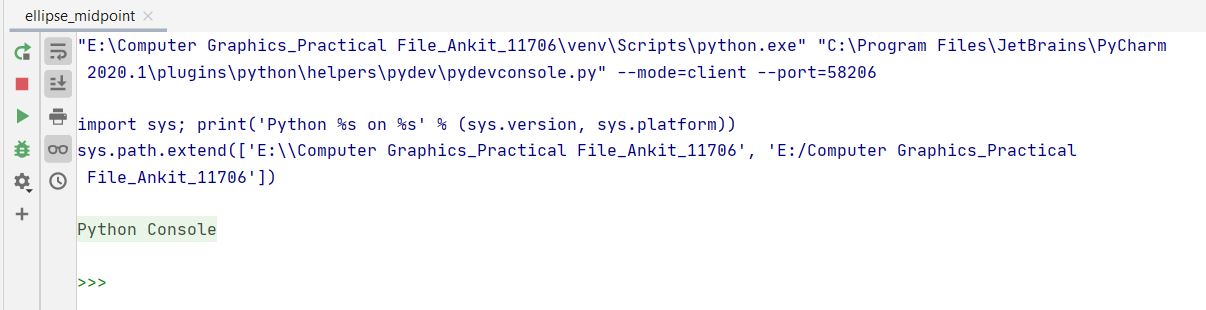 ellipse_midpoint
"E:\Computer Graphics_Practical File_Ankit_11706\venv\Scripts\python.exe" "C:\Program Files\JetBrains\PyCharm
2020.1\plugins\python\helpers\pydev\pydevconsole.py" --mode=client --port=58206
import sys; print('Python %s on %s' % (sys.version, sys.platform))
sys.path.extend(['E:\\Computer Graphics_Practical File_Ankit_11706', 'E:/Computer Graphics_Practical
File_Ankit_11706'])
Python Console
>>>